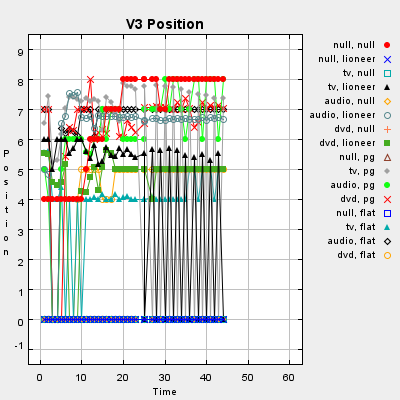 V3 Position
9
8
7
6
5
4
3
2
1
0
-1
Position
0
10
20
30
40
50
60
Time
null, null
null, lioneer
tv, null
tv, lioneer
audio, null
audio, lioneer
dvd, null
dvd, lioneer
null, pg
tv, pg
audio, pg
dvd, pg
null, flat
tv, flat
audio, flat
dvd, flat